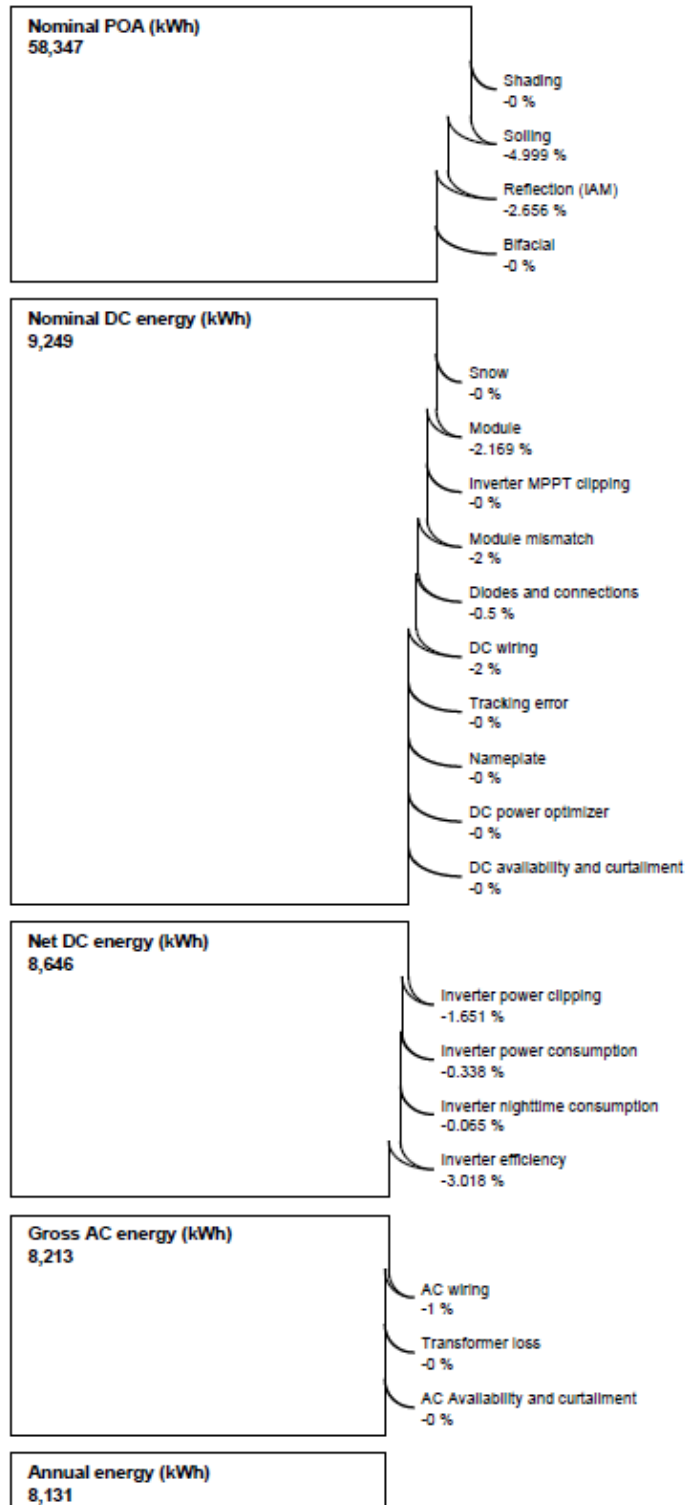 Nominal POA (kWh)
58,347
Shading
-0 %
Soiling
-4.999 %
Reflection (IAM)
-2.656 %
Bifacial
-0 %
Nominal DC energy (kWh)
9,249
Snow
-0 %
Module
-2.169 %
Inverter MPPT clipping
-0 %
Module mismatch
-2 %
Diodes and connections
-0.5 %
DC wiring
-2 %
Tracking error
-0 %
Nameplate
-0 %
DC power optimizer
-0 %
DC availability and curtailment
-0 %
Net DC energy (kWh)
8,646
Inverter power clipping
-1.651 %
Inverter power consumption
-0.338 %
Inverter nighttime consumption
-0.065 %
Inverter efficiency
-3.018 %
Gross AC energy (kWh)
8,213
AC wiring
-1 %
Transformer loss
-0 %
AC Availability and curtailment
-0 %
Annual energy (kWh)
8,131